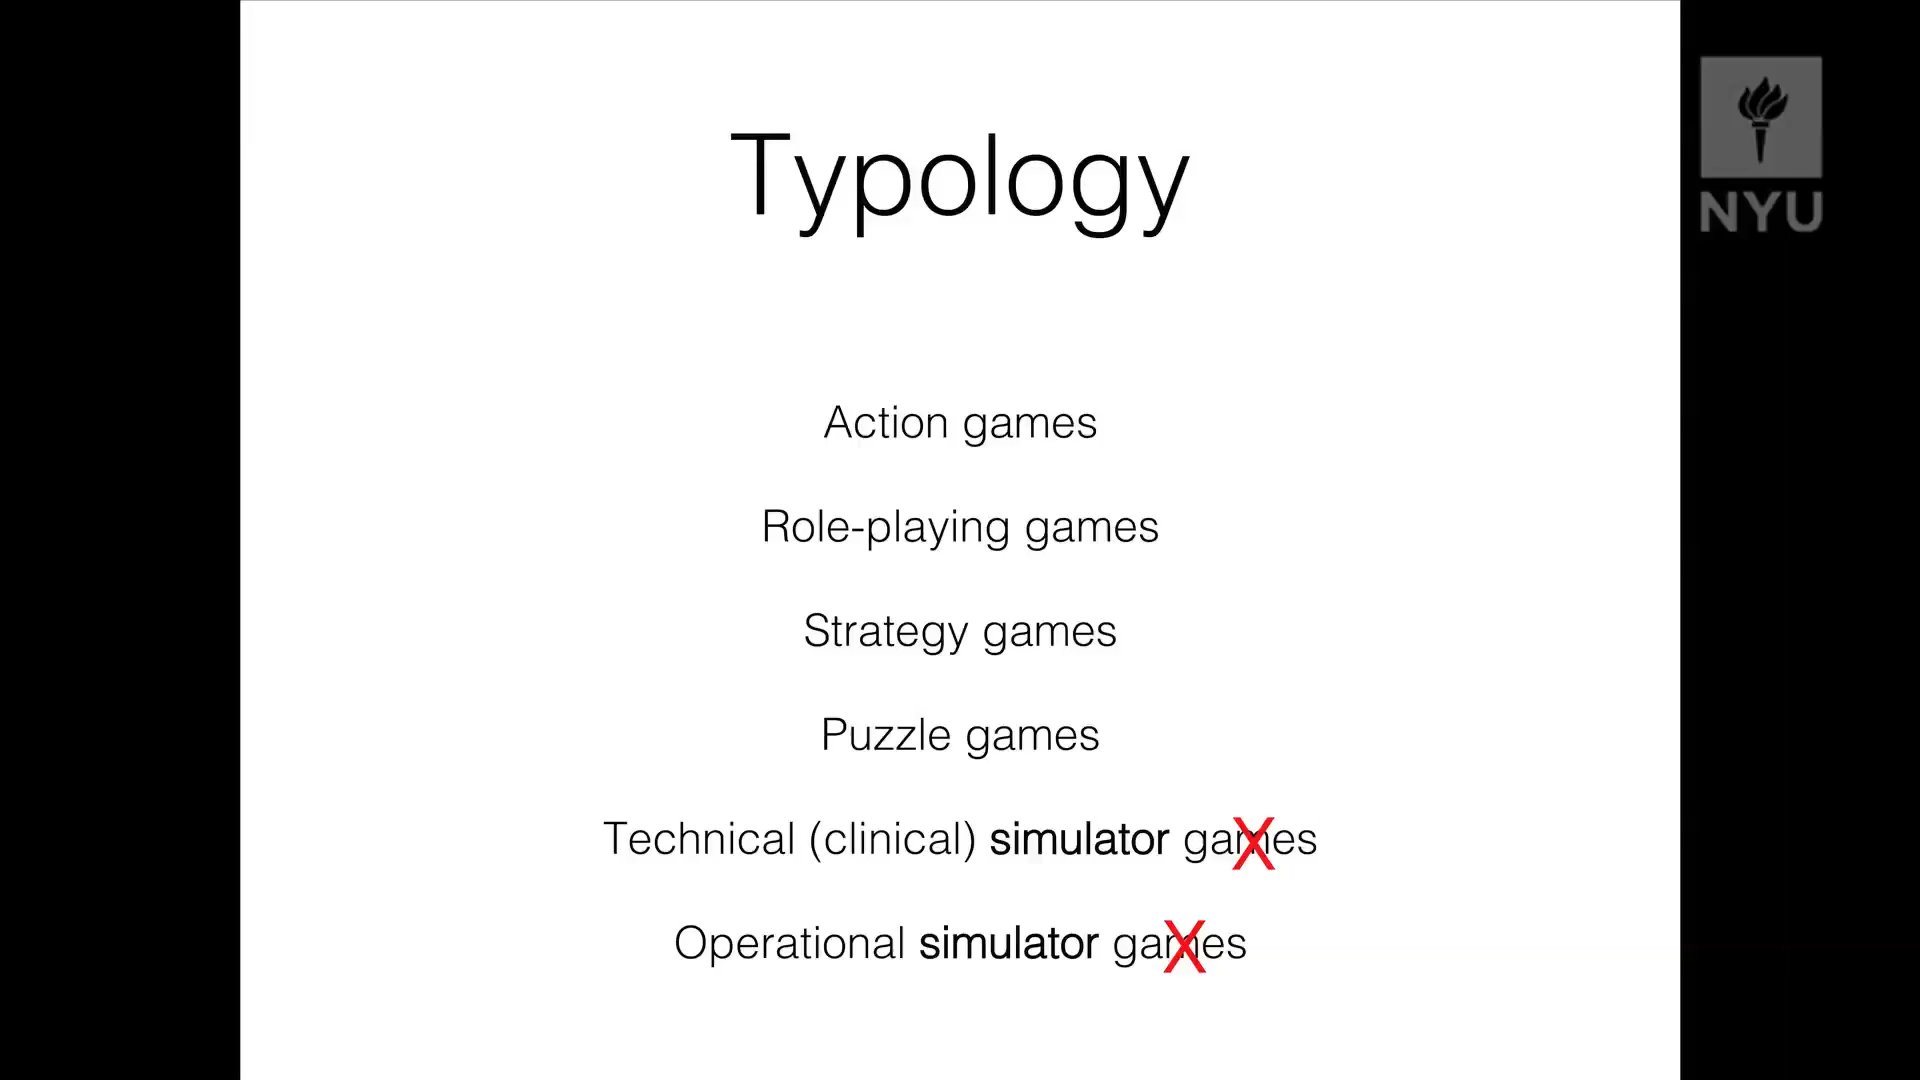 Typology
NYU
Action games
Role-playing games
Strategy games
Puzzle games
Technical (clinical) simulator games
X
Operational simulator games
X